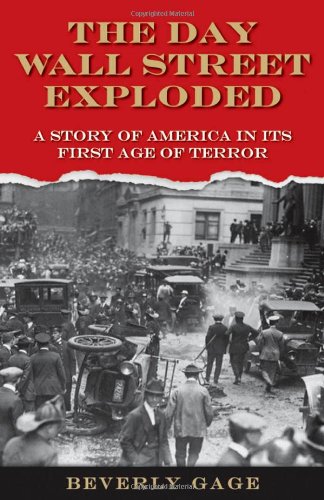 THE DAY
WALL STREET
EXPLODED
A STORY OF AMERICA IN ITS
FIRST AGE OF TERROR
BEVERLY GAGE